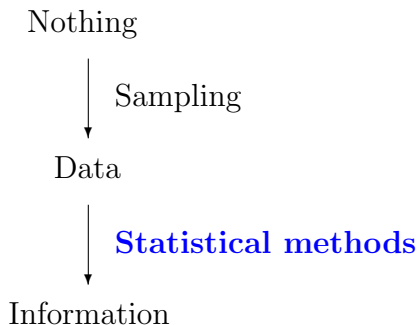 Nothing
Sampling
Data
Statistical methods
Information